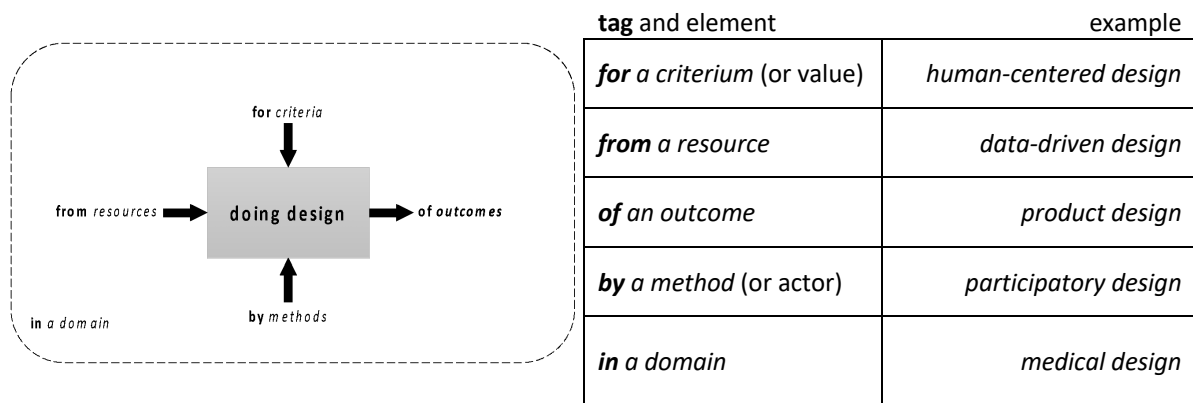 for criteria
from resources
doing design
of outcomes
by methods
in a domain
tag and element example
for a criterium (or value) human-centered design
from a resource data-driven design
of an outcome product design
by a method (or actor) participatory design
in a domain medical design